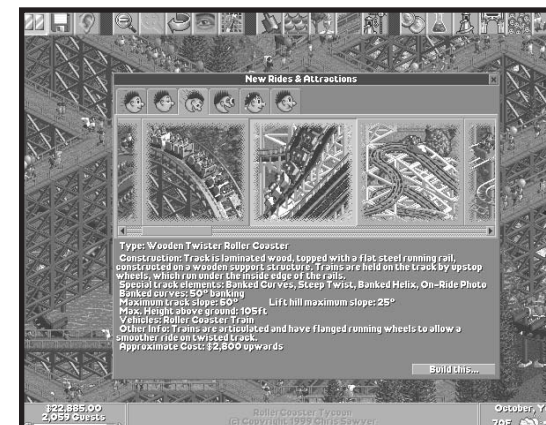 New Rides & Attractions
Type: Wooden Twister Roller Coaster
Construction: Track is laminated wood, topped with a flat steel running rail,
constructed on a wooden support structure. Trains are held on the track by upstop
wheels, which run under the inside edge of the rails.
Special track elements: Banked Curves, Steep Twist, Banked Helix, On-Ride Photo
Banked curves: 50° banking
Maximum track slope: 60° Lift hill maximum slope: 25°
Max. Height above ground: 105ft
Vehicles: Roller Coaster Train
Other Info: Trains are articulated and have flanged running wheels to allow a
smoother ride on twisted track.
Approximate Cost: $2,800 upwards
Build this...
$22,885.00
2,059 Guests
RollerCoaster Tycoon
(c) Copyright 1999 Chris Sawyer
October, Y
70F